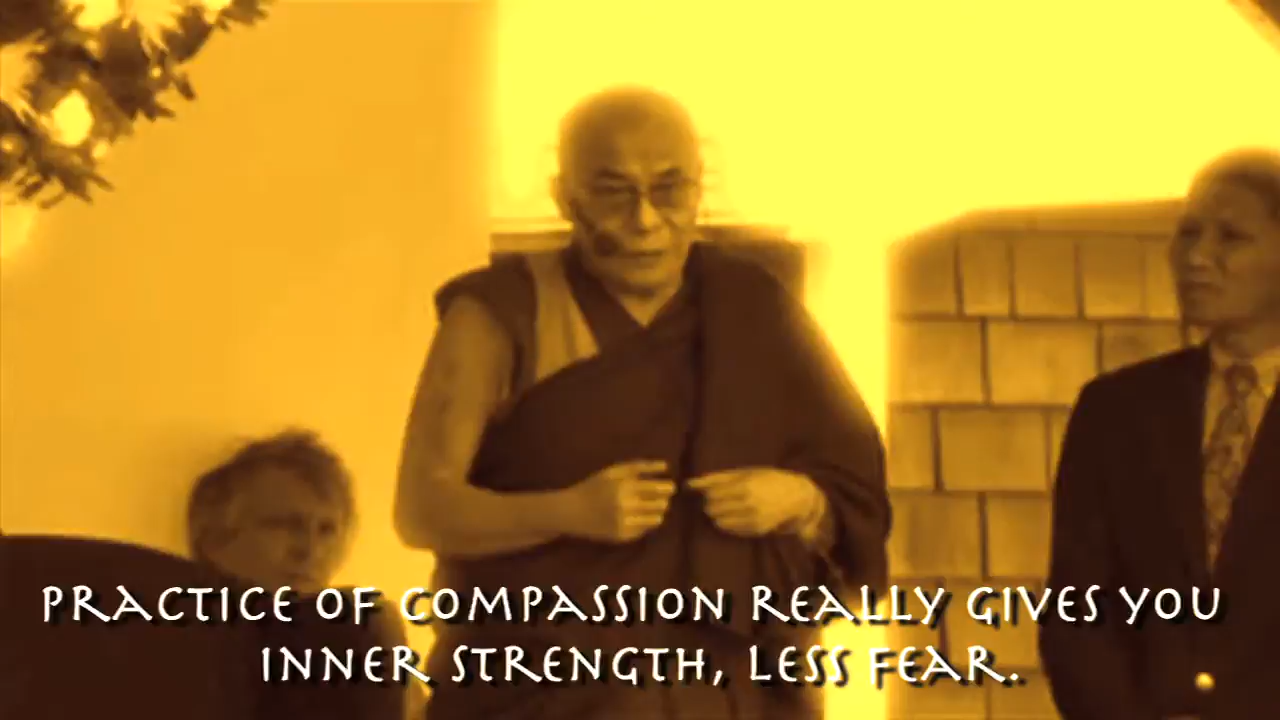 PRACTICE OF COMPASSION REALLY GIVES YOU
INNER STRENGTH, LESS FEAR.